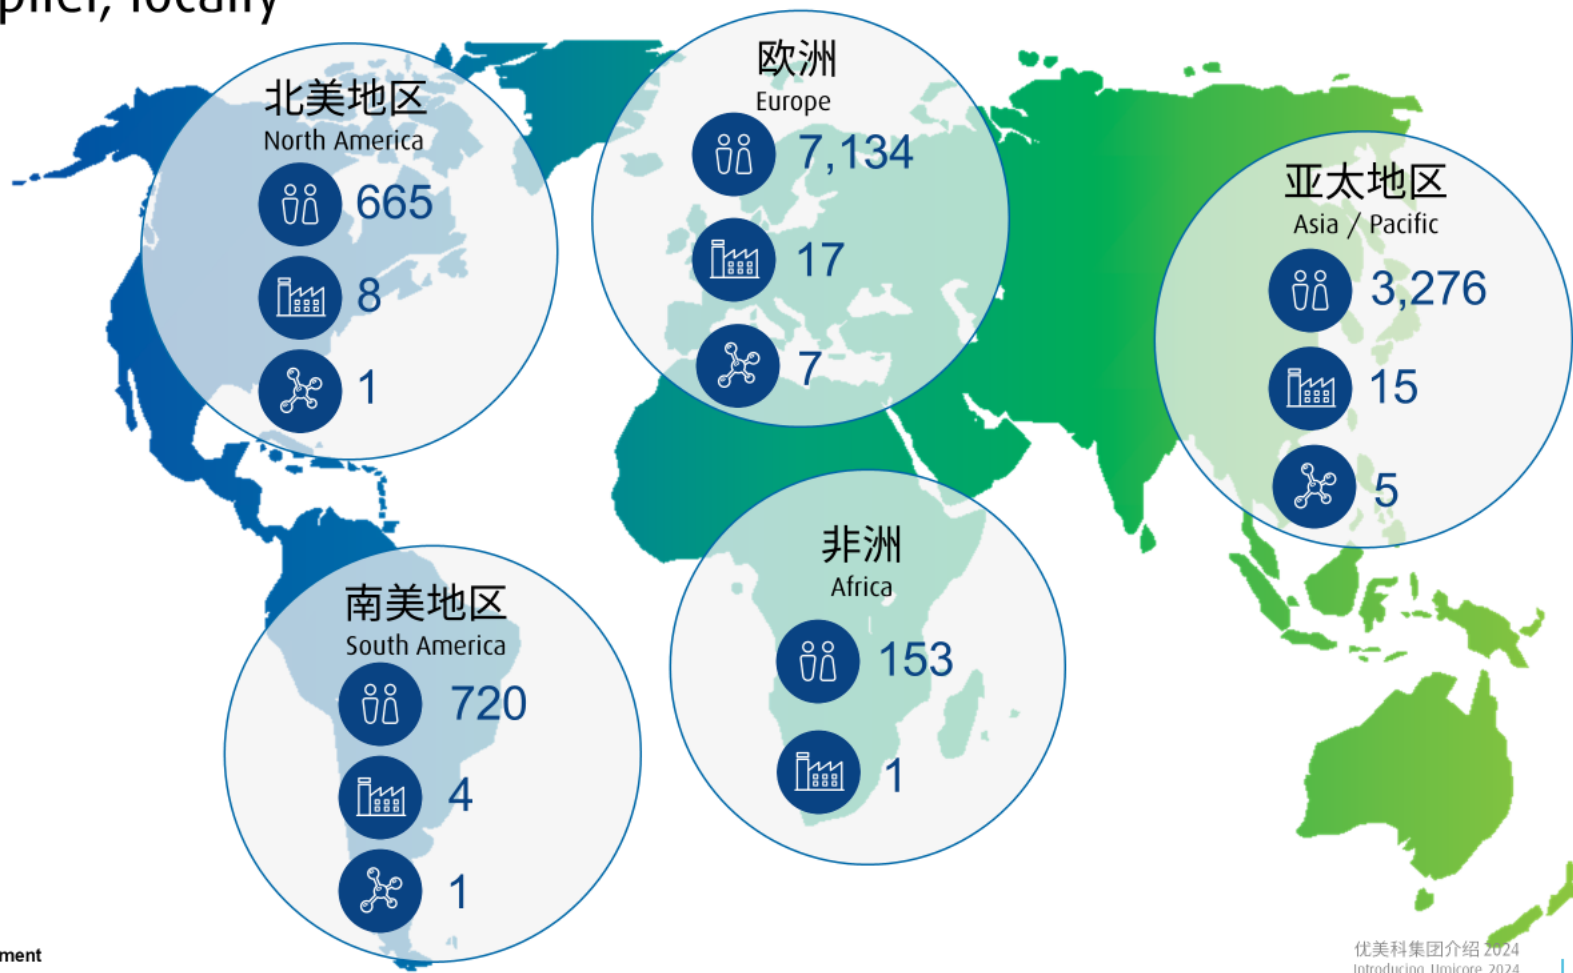 locally
北美地区
North America
665
8
1
欧洲
Europe
7,134
17
7
亚太地区
Asia / Pacific
3,276
15
5
南美地区
South America
720
4
1
非洲
Africa
153
1
优美科集团介绍 2024
Introducing Umicore 2024